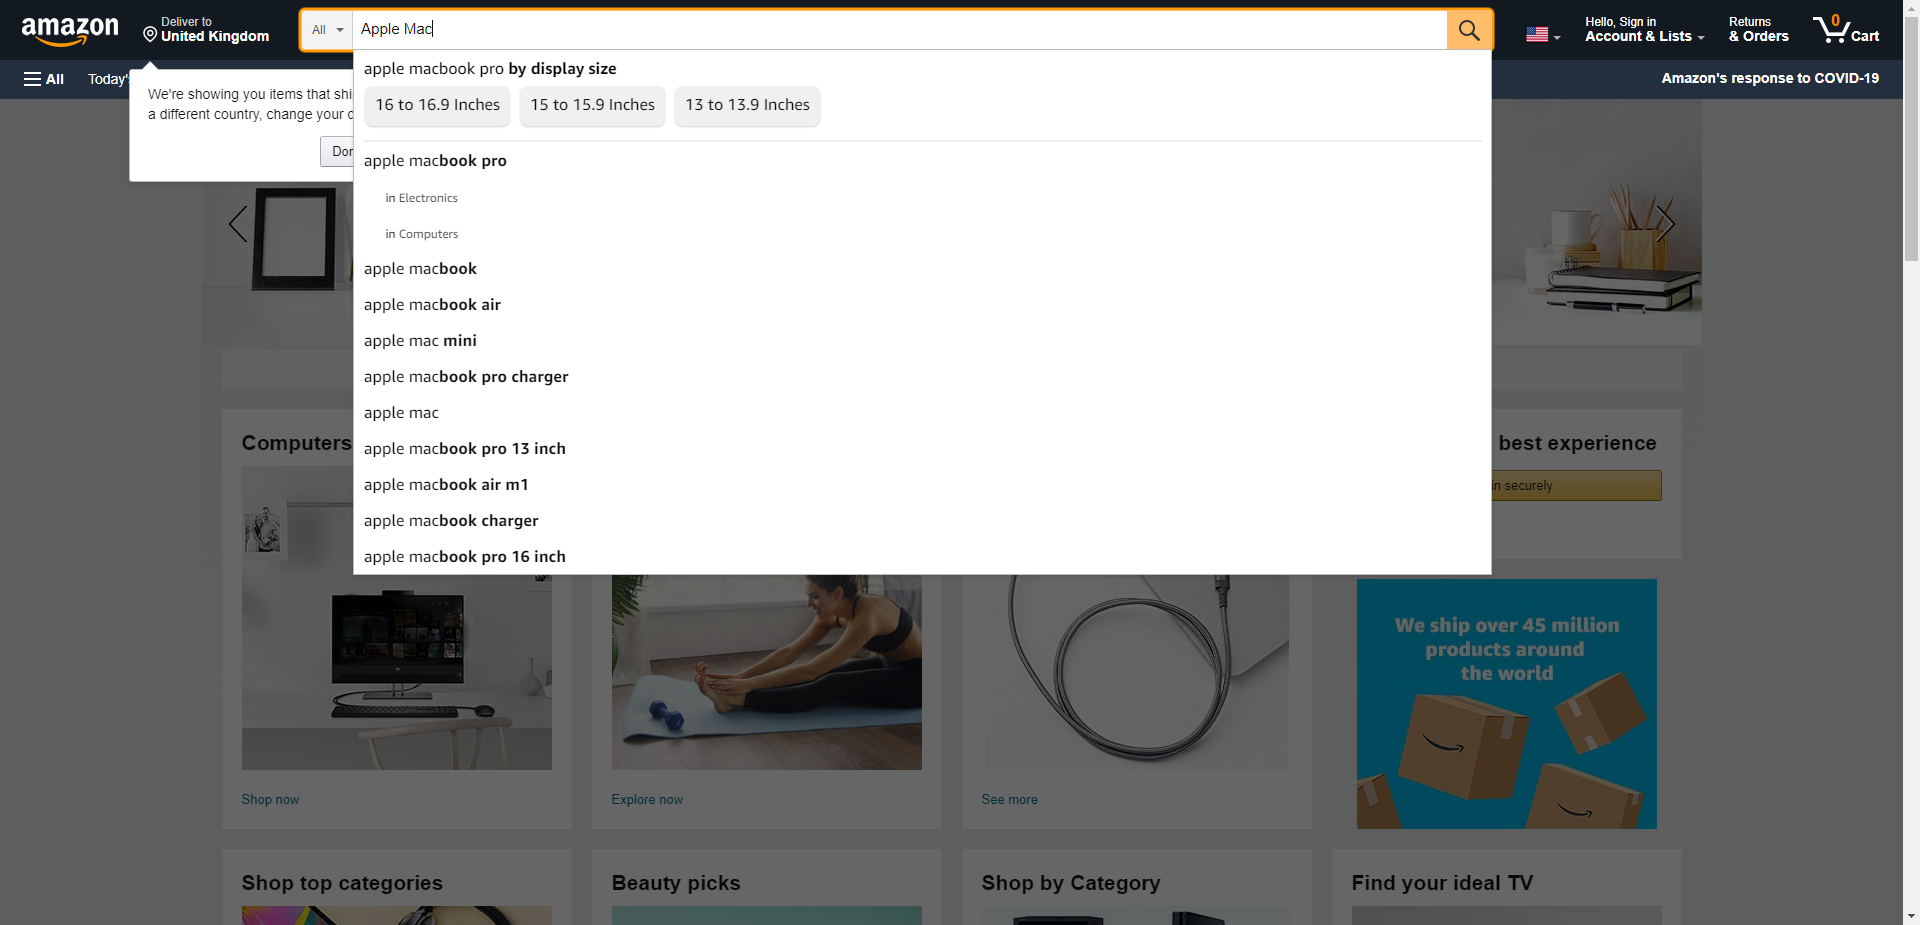 amazon
Deliver to
United Kingdom
All
Apple Mac
Hello, Sign in
Account & Lists
Returns
& Orders
0
Cart
All
Today's
Amazon's response to COVID-19
We're showing you items that
a different country, change your
apple macbook pro by display size
16 to 16.9 Inches
15 to 15.9 Inches
13 to 13.9 Inches
apple macbook pro
in Electronics
in Computers
apple macbook
apple macbook air
apple mac mini
apple macbook pro charger
apple mac
apple macbook pro 13 inch
apple macbook air m1
apple macbook charger
apple macbook pro 16 inch
Computers
best experience
in securely
We ship over 45 million
products around
the world
Shop now
Explore now
See more
Shop top categories
Beauty picks
Shop by Category
Find your ideal TV